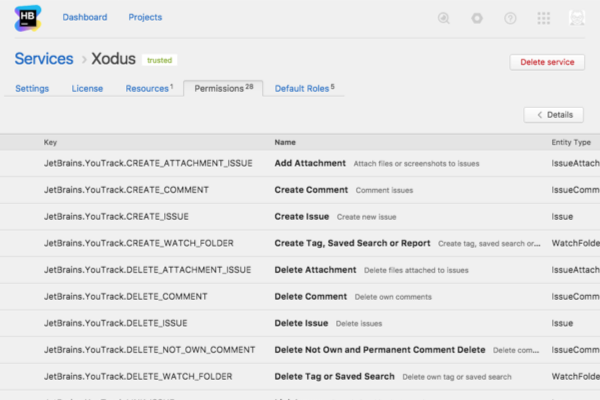 HB
Dashboard Projects
Services > Xodus trusted
Delete service
Settings License Resources 1 Permissions 28 Default Roles 5
< Details
Key Name Entity Type
JetBrains.YouTrack.CREATE_ATTACHMENT_ISSUE Add Attachment Attach files or screenshots to issues IssueAttach
JetBrains.YouTrack.CREATE_COMMENT Create Comment Comment issues IssueComm
JetBrains.YouTrack.CREATE_ISSUE Create Issue Create new issue Issue
JetBrains.YouTrack.CREATE_WATCH_FOLDER Create Tag, Saved Search or Report Create tag, saved search or... WatchFolde
JetBrains.YouTrack.DELETE_ATTACHMENT_ISSUE Delete Attachment Delete files attached to issues IssueAttach
JetBrains.YouTrack.DELETE_COMMENT Delete Comment Delete own comments IssueComm
JetBrains.YouTrack.DELETE_ISSUE Delete Issue Delete issues Issue
JetBrains.YouTrack.DELETE_NOT_OWN_COMMENT Delete Not Own and Permanent Comment Delete Delete com... IssueComm
JetBrains.YouTrack.DELETE_WATCH_FOLDER Delete Tag or Saved Search Delete own tag or saved search WatchFolde